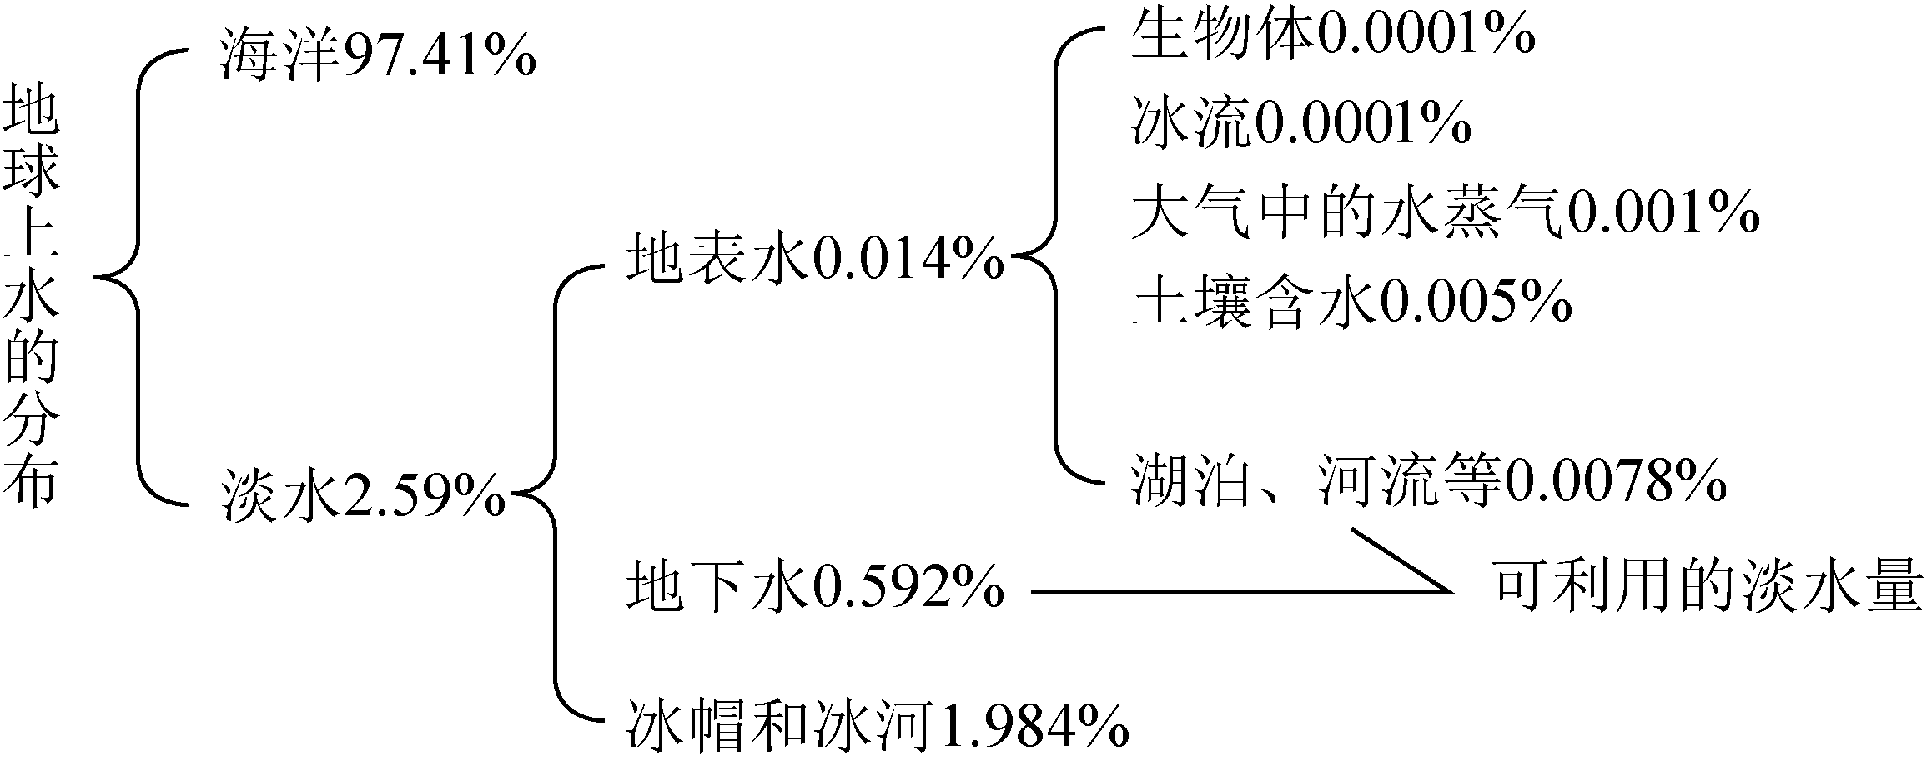 地球上水的分布
海洋97.41%
淡水2.59%
地表水0.014%
地下水0.592%
冰帽和冰河1.984%
生物体0.0001%
冰流0.0001%
大气中的水蒸气0.001%
土壤含水0.005%
湖泊、河流等0.0078%
可利用的淡水量